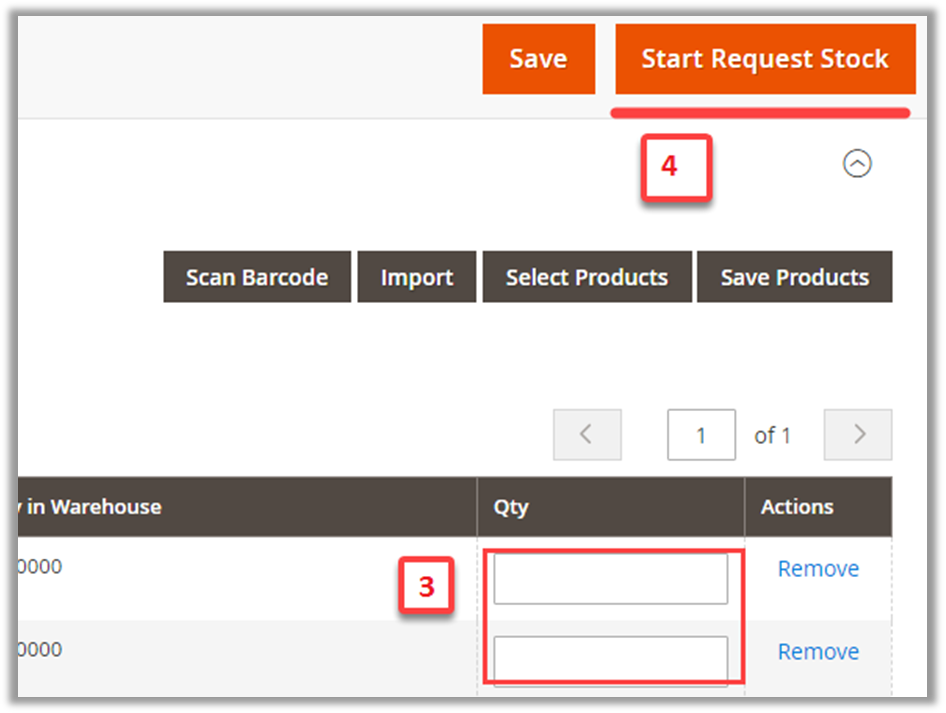 Save Start Request Stock
4
Scan Barcode Import Select Products Save Products
1 of 1
in Warehouse Qty Actions
0000 Remove
3
0000 Remove